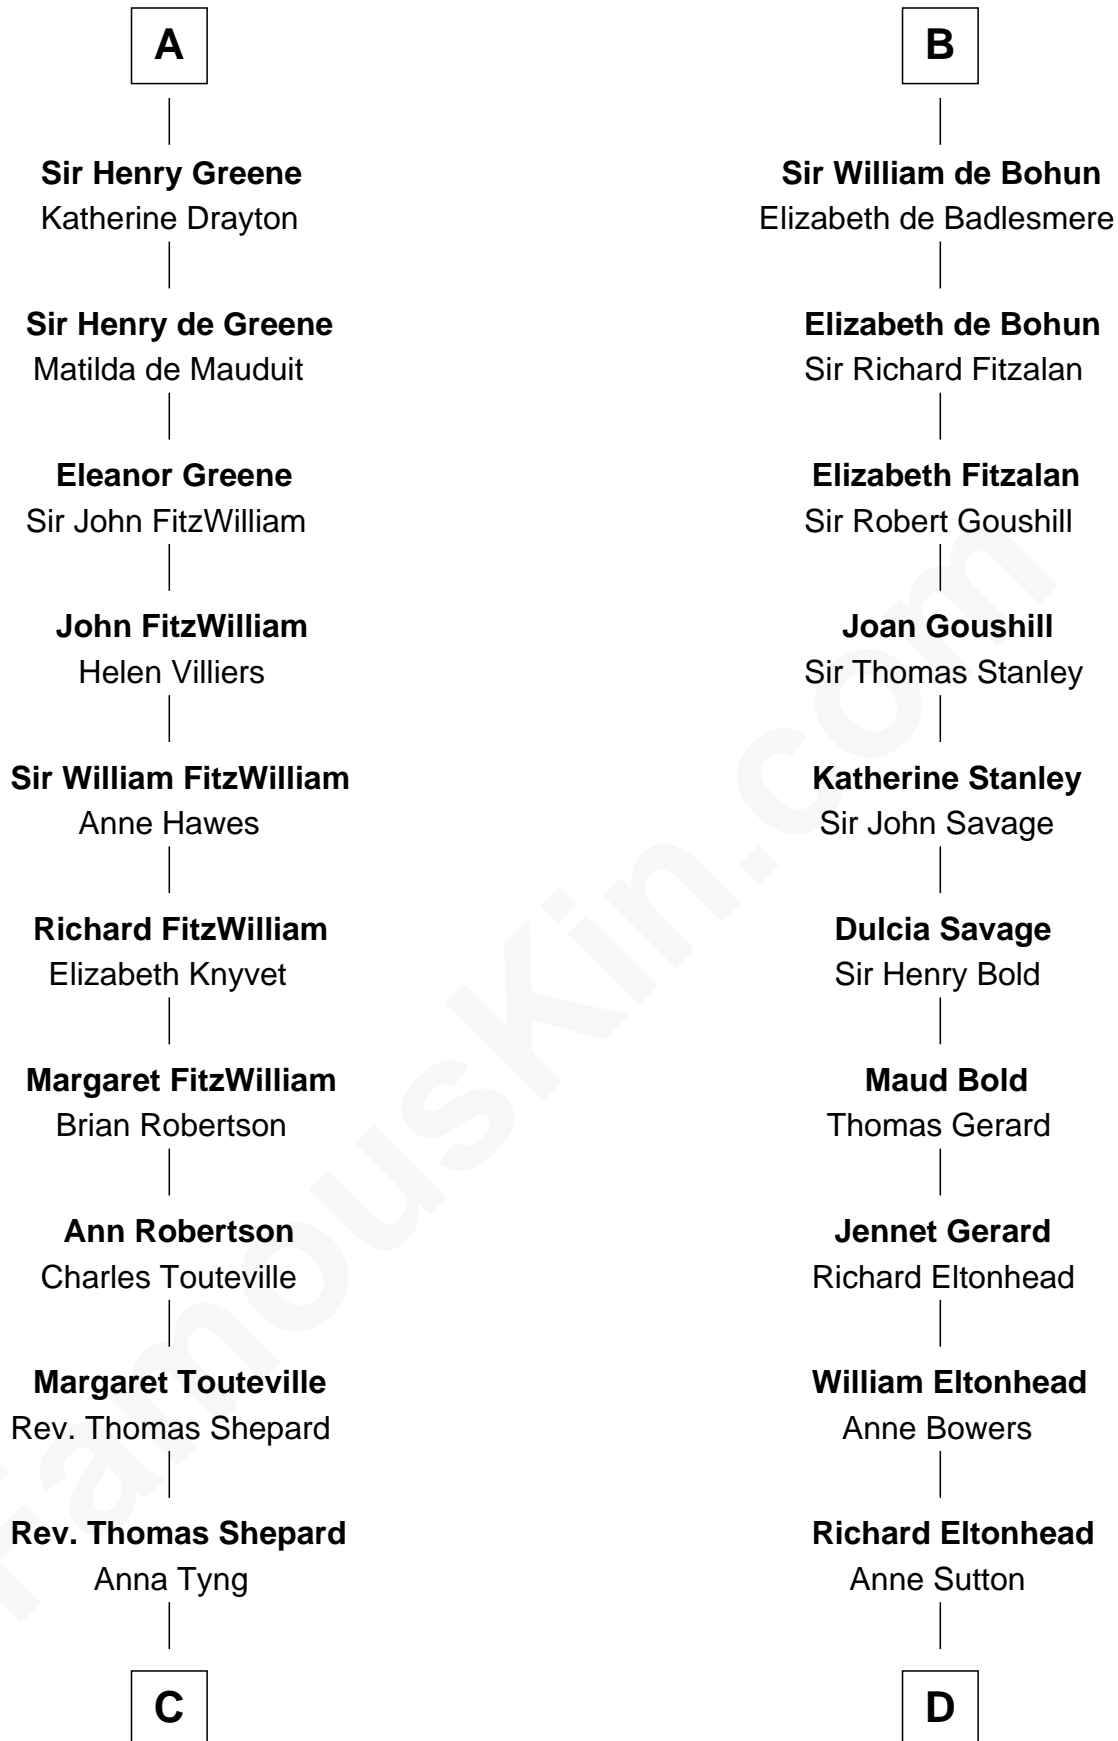 A
Sir Henry Greene
Katherine Drayton
Sir Henry de Greene
Matilda de Mauduit
Eleanor Greene
Sir John FitzWilliam
John FitzWilliam
Helen Villiers
Sir William FitzWilliam
Anne Hawes
Richard FitzWilliam
Elizabeth Knyvet
Margaret FitzWilliam
Brian Robertson
Ann Robertson
Charles Touteville
Margaret Touteville
Rev. Thomas Shepard
Rev. Thomas Shepard
Anna Tyng
C
B
Sir William de Bohun
Elizabeth de Badlesmere
Elizabeth de Bohun
Sir Richard Fitzalan
Elizabeth Fitzalan
Sir Robert Goushill
Joan Goushill
Sir Thomas Stanley
Katherine Stanley
Sir John Savage
Dulcia Savage
Sir Henry Bold
Maud Bold
Thomas Gerard
Jennet Gerard
Richard Eltonhead
William Eltonhead
Anne Bowers
Richard Eltonhead
Anne Sutton
D
FamousKin.com